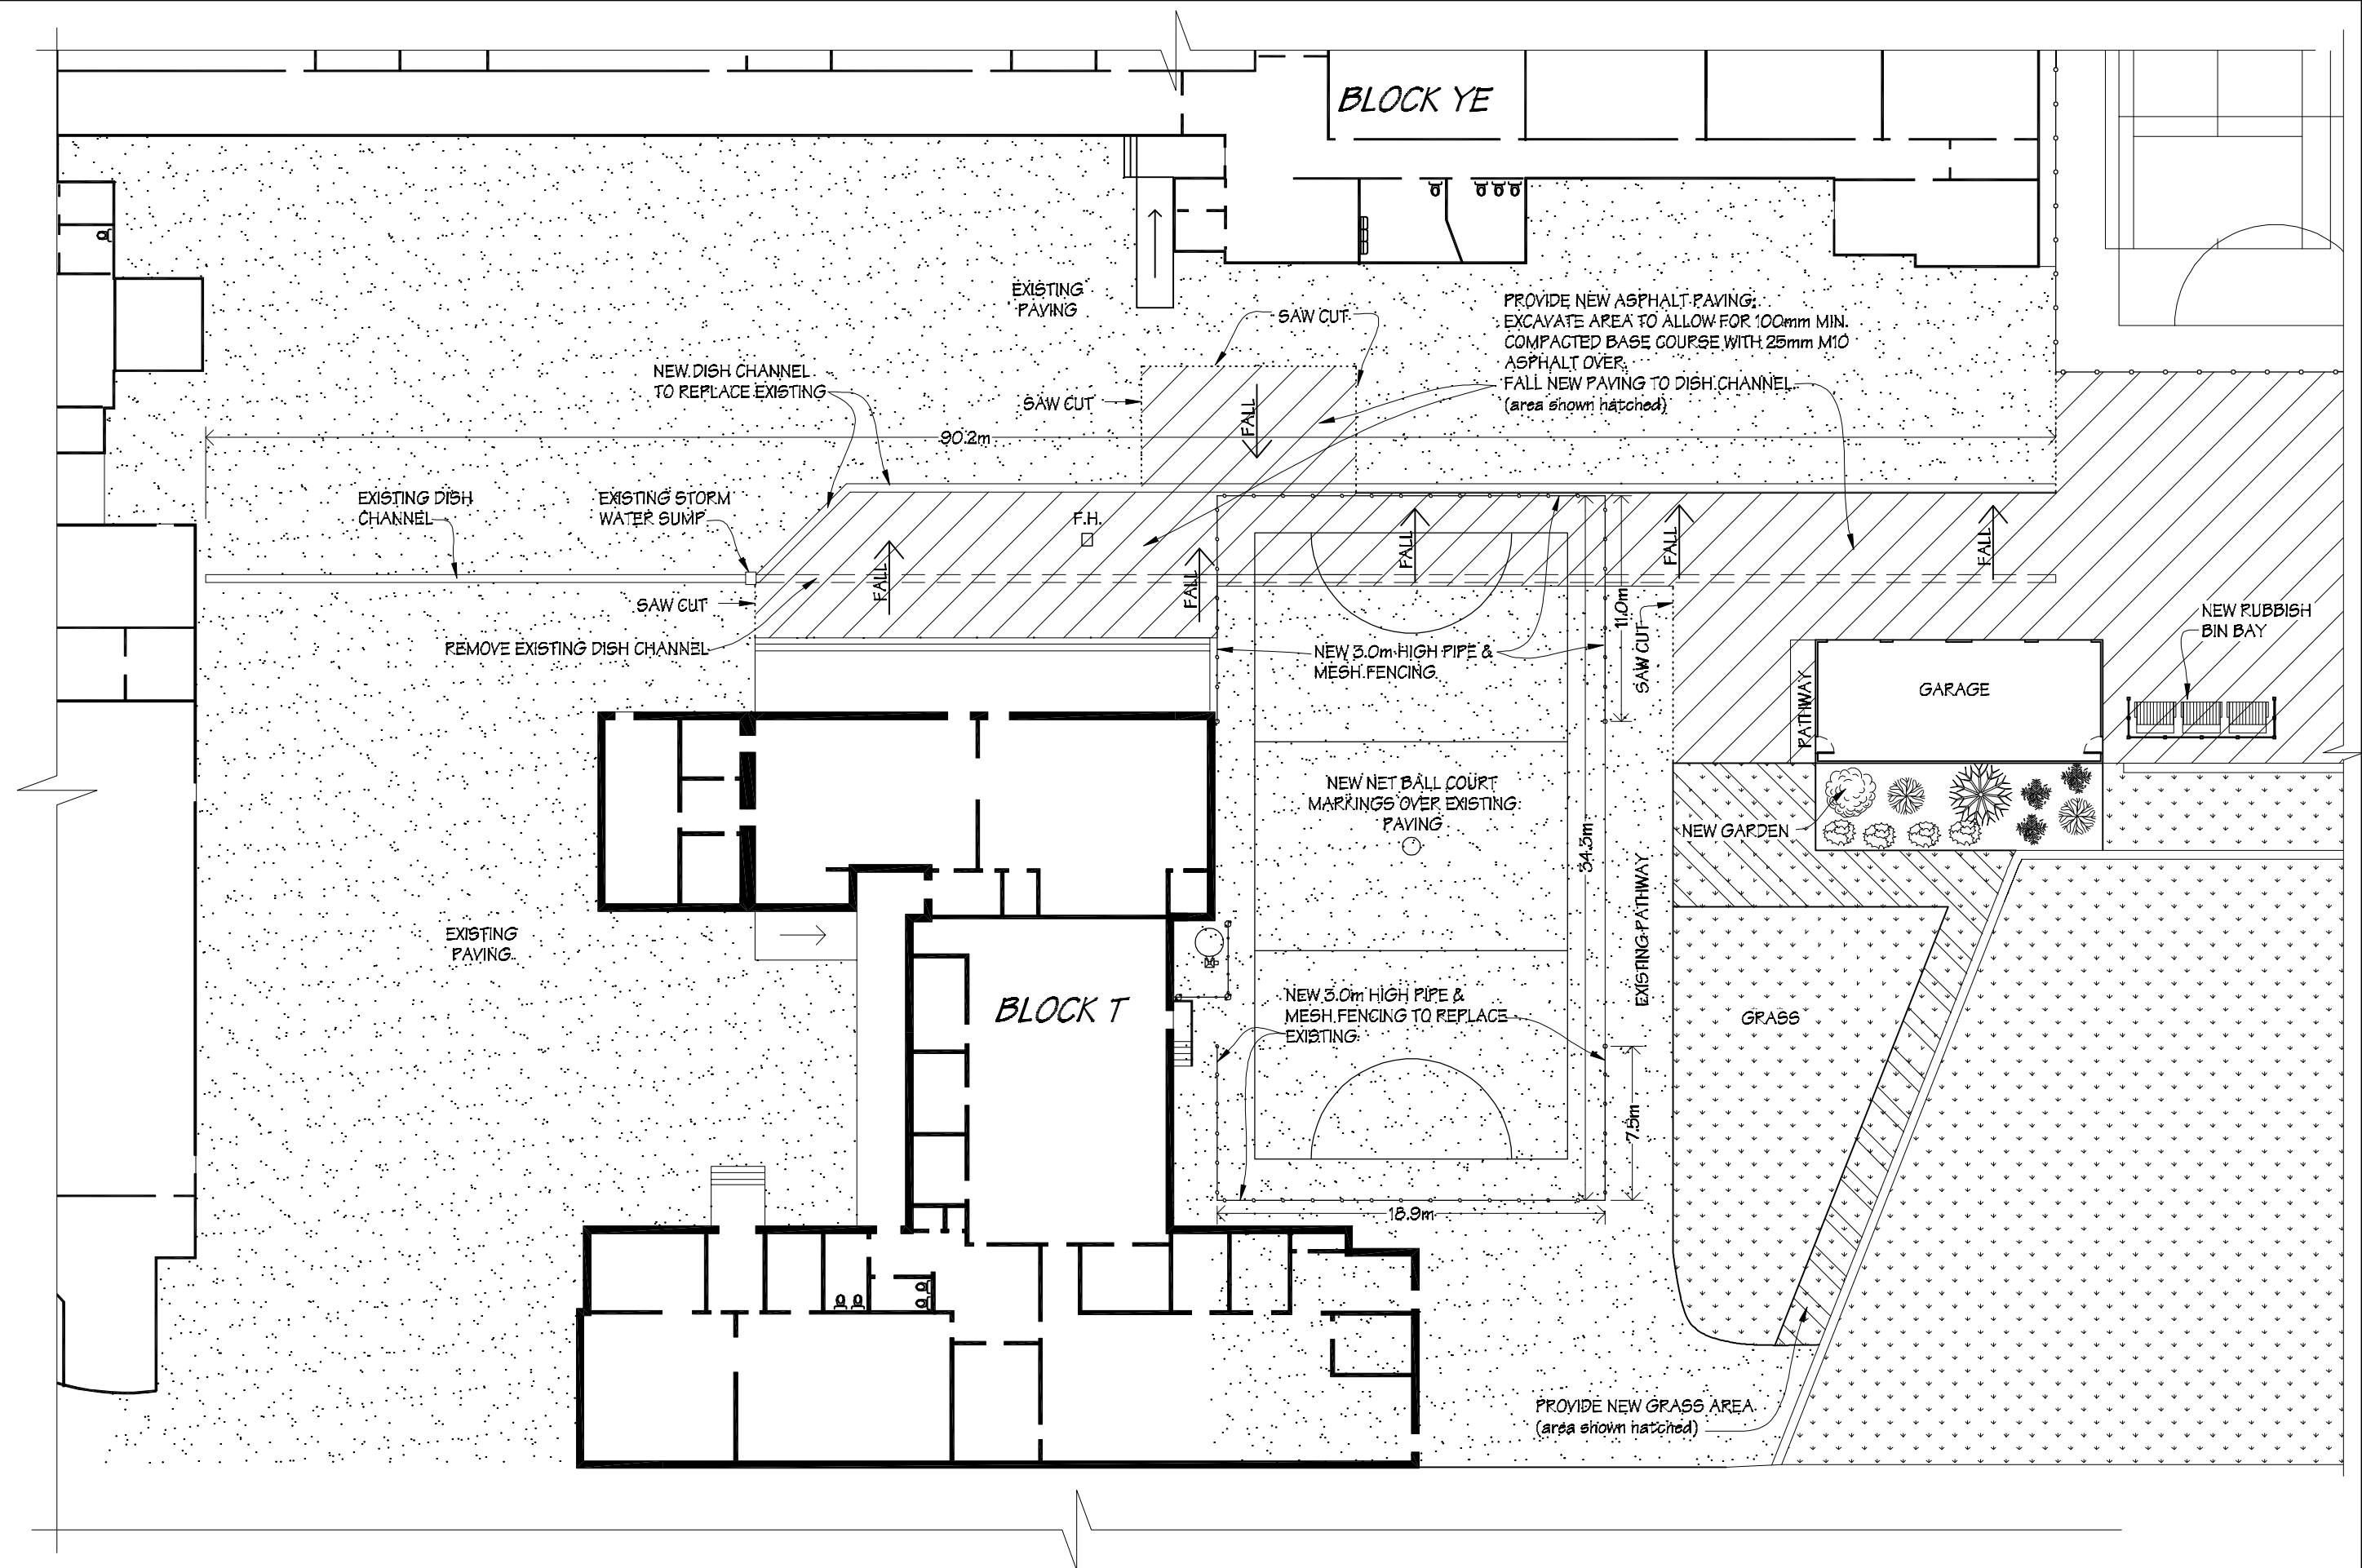 BLOCK YE
EXISTING
PAVING
SAW CUT
PROVIDE NEW ASPHALT PAVING:
EXCAVATE AREA TO ALLOW FOR 100mm MIN.
COMPACTED BASE COURSE WITH 25mm M10
ASPHALT OVER.
FALL NEW PAVING TO DISH CHANNEL
(area shown hatched)
NEW DISH CHANNEL
TO REPLACE EXISTING
SAW CUT
FALL
90.2m
EXISTING DISH
CHANNEL
EXISTING STORM
WATER SUMP
F.H.
FALL
FALL
FALL
FALL
FALL
SAW CUT
11.0m
SAW CUT
REMOVE EXISTING DISH CHANNEL
NEW 3.0m HIGH PIPE &
MESH FENCING
NEW RUBBISH
BIN BAY
PATHWAY
GARAGE
NEW NET BALL COURT
MARKINGS OVER EXISTING
PAVING
34.3m
NEW GARDEN
EXISTING PATHWAY
EXISTING
PAVING
BLOCK T
NEW 3.0m HIGH PIPE &
MESH FENCING TO REPLACE
EXISTING
GRASS
7.5m
18.9m
PROVIDE NEW GRASS AREA
(area shown hatched)